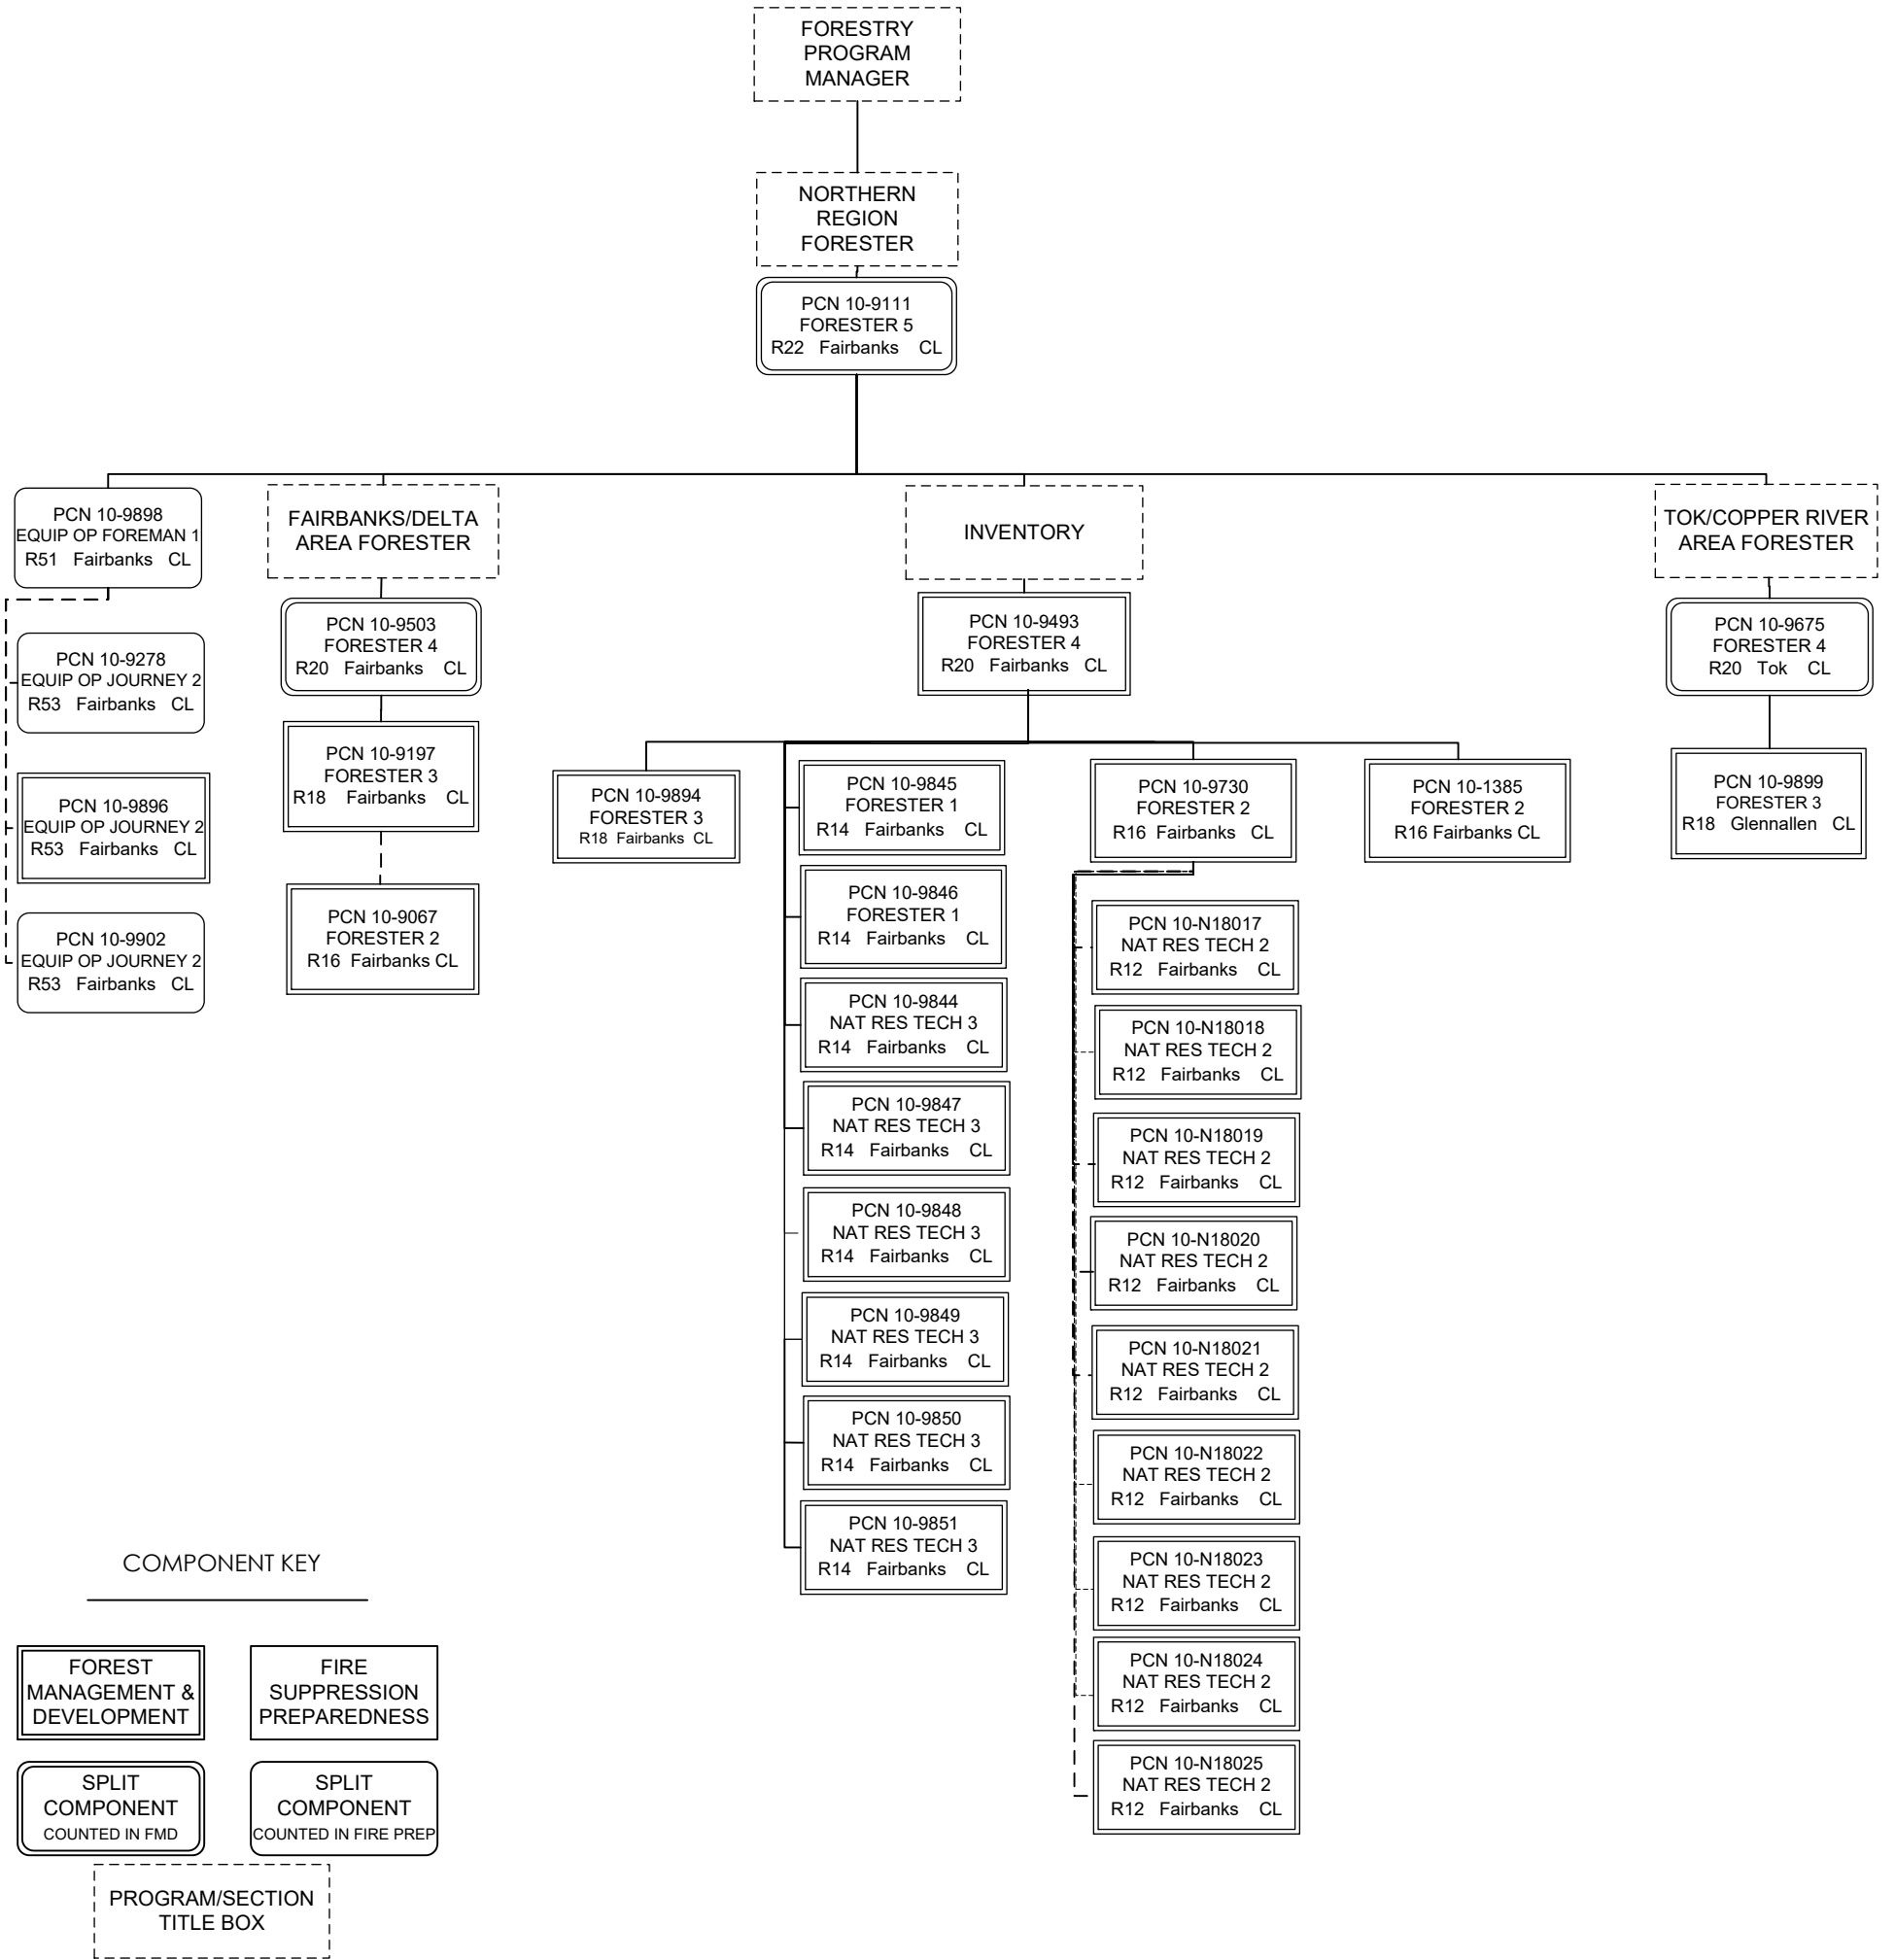 FORESTRY
PROGRAM
MANAGER
NORTHERN
REGION
FORESTER
PCN 10-9111
FORESTER 5
R22 Fairbanks CL
PCN 10-9898
EQUIP OP FOREMAN 1
R51 Fairbanks CL
PCN 10-9278
EQUIP OP JOURNEY 2
R53 Fairbanks CL
PCN 10-9896
EQUIP OP JOURNEY 2
R53 Fairbanks CL
PCN 10-9902
EQUIP OP JOURNEY 2
R53 Fairbanks CL
FAIRBANKS/DELTA
AREA FORESTER
PCN 10-9503
FORESTER 4
R20 Fairbanks CL
PCN 10-9197
FORESTER 3
R18 Fairbanks CL
PCN 10-9067
FORESTER 2
R16 Fairbanks CL
INVENTORY
PCN 10-9493
FORESTER 4
R20 Fairbanks CL
PCN 10-9894
FORESTER 3
R18 Fairbanks CL
PCN 10-9845
FORESTER 1
R14 Fairbanks CL
PCN 10-9846
FORESTER 1
R14 Fairbanks CL
PCN 10-9844
NAT RES TECH 3
R14 Fairbanks CL
PCN 10-9847
NAT RES TECH 3
R14 Fairbanks CL
PCN 10-9848
NAT RES TECH 3
R14 Fairbanks CL
PCN 10-9849
NAT RES TECH 3
R14 Fairbanks CL
PCN 10-9850
NAT RES TECH 3
R14 Fairbanks CL
PCN 10-9851
NAT RES TECH 3
R14 Fairbanks CL
PCN 10-9730
FORESTER 2
R16 Fairbanks CL
PCN 10-N18017
NAT RES TECH 2
R12 Fairbanks CL
PCN 10-N18018
NAT RES TECH 2
R12 Fairbanks CL
PCN 10-N18019
NAT RES TECH 2
R12 Fairbanks CL
PCN 10-N18020
NAT RES TECH 2
R12 Fairbanks CL
PCN 10-N18021
NAT RES TECH 2
R12 Fairbanks CL
PCN 10-N18022
NAT RES TECH 2
R12 Fairbanks CL
PCN 10-N18023
NAT RES TECH 2
R12 Fairbanks CL
PCN 10-N18024
NAT RES TECH 2
R12 Fairbanks CL
PCN 10-N18025
NAT RES TECH 2
R12 Fairbanks CL
PCN 10-1385
FORESTER 2
R16 Fairbanks CL
TOK/COPPER RIVER
AREA FORESTER
PCN 10-9675
FORESTER 4
R20 Tok CL
PCN 10-9899
FORESTER 3
R18 Glennallen CL
COMPONENT KEY
FOREST
MANAGEMENT &
DEVELOPMENT
FIRE
SUPPRESSION
PREPAREDNESS
SPLIT
COMPONENT
COUNTED IN FMD
SPLIT
COMPONENT
COUNTED IN FIRE PREP
PROGRAM/SECTION
TITLE BOX